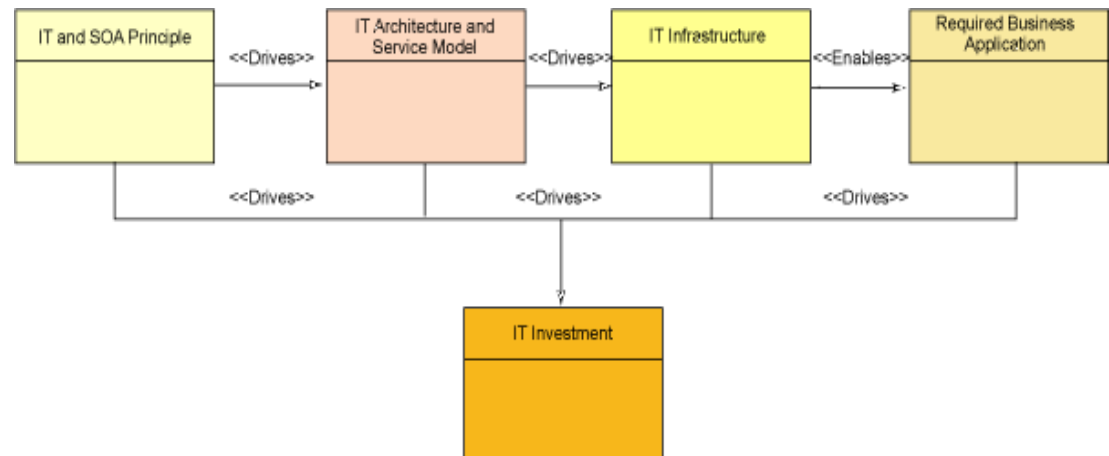 IT and SOA Principle
<<Drives>>
IT Architecture and
Service Model
<<Drives>>
IT Infrastructure
<<Enables>>
Required Business
Application
<<Drives>>
<<Drives>>
<<Drives>>
IT Investment